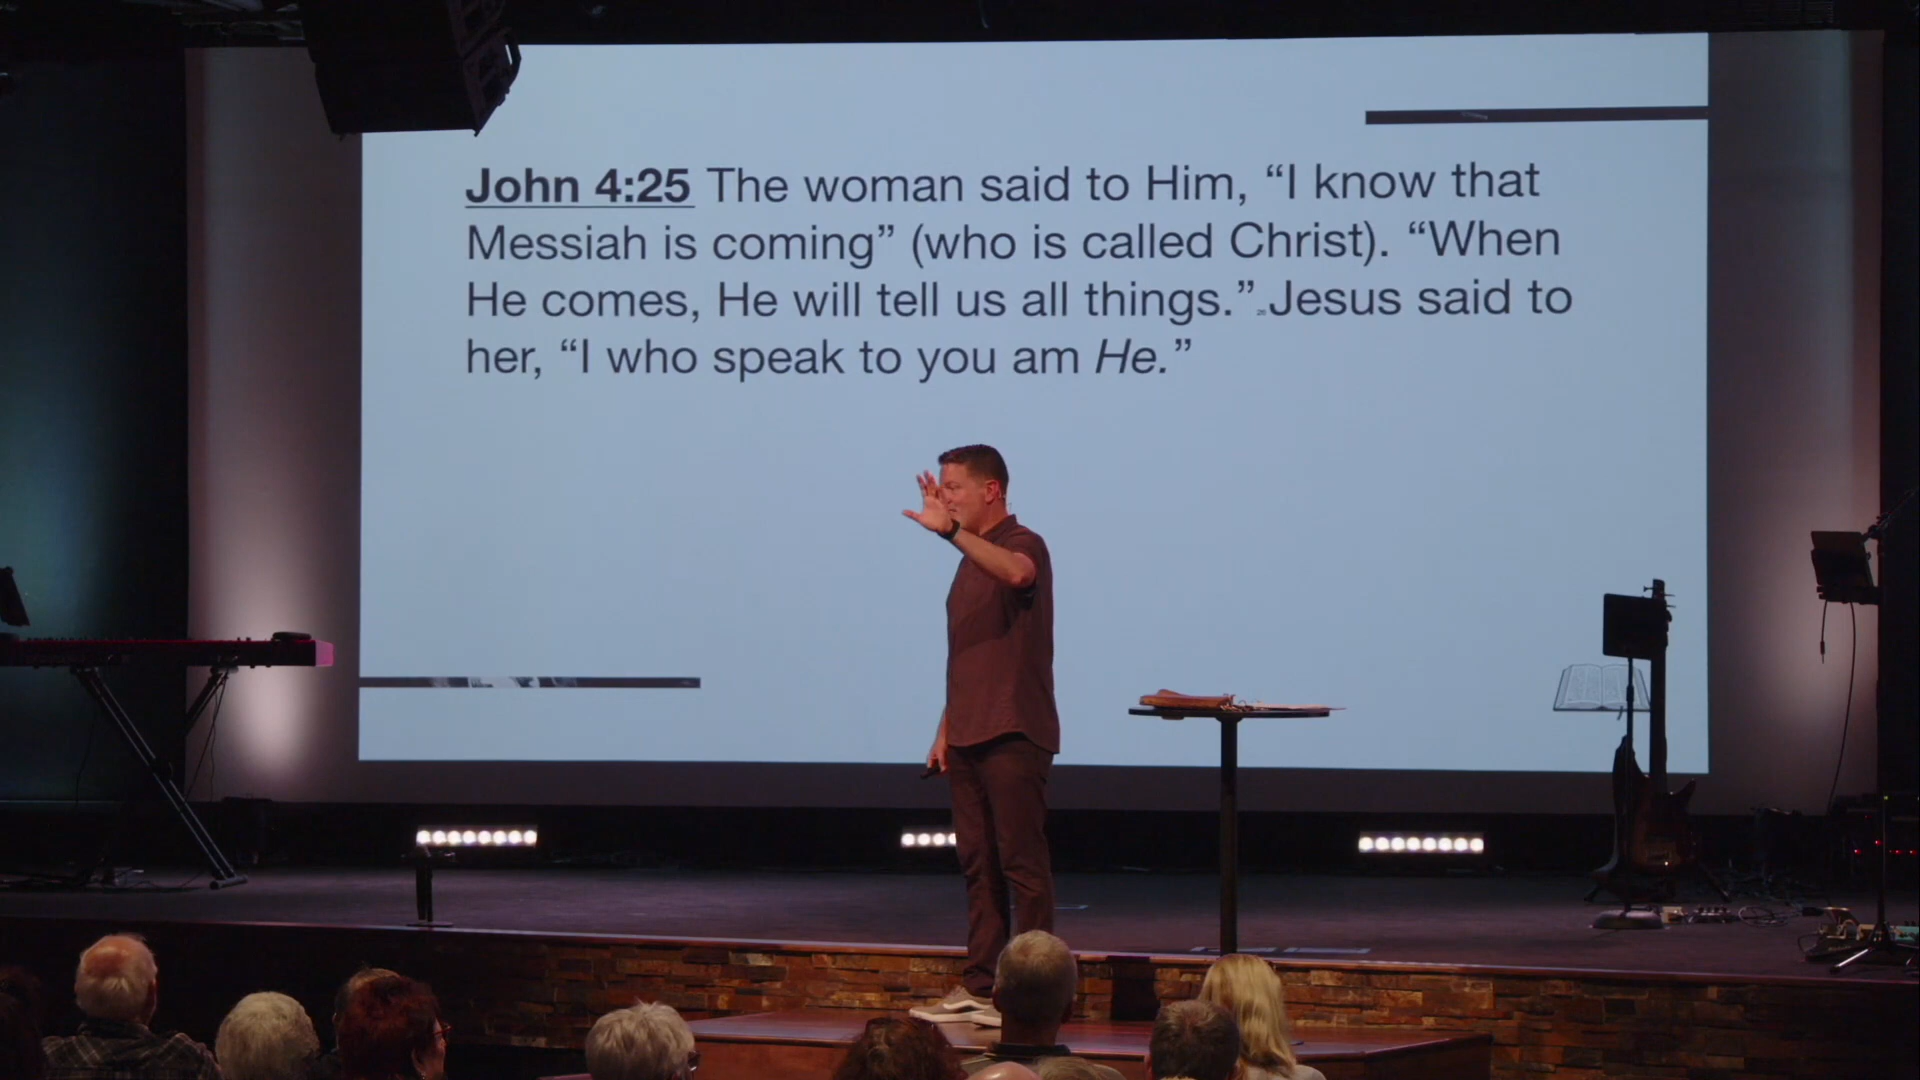 John 4:25 The woman said to Him, “I know that
Messiah is coming” (who is called Christ). “When
He comes, He will tell us all things.” Jesus said to
her, “I who speak to you am He.”